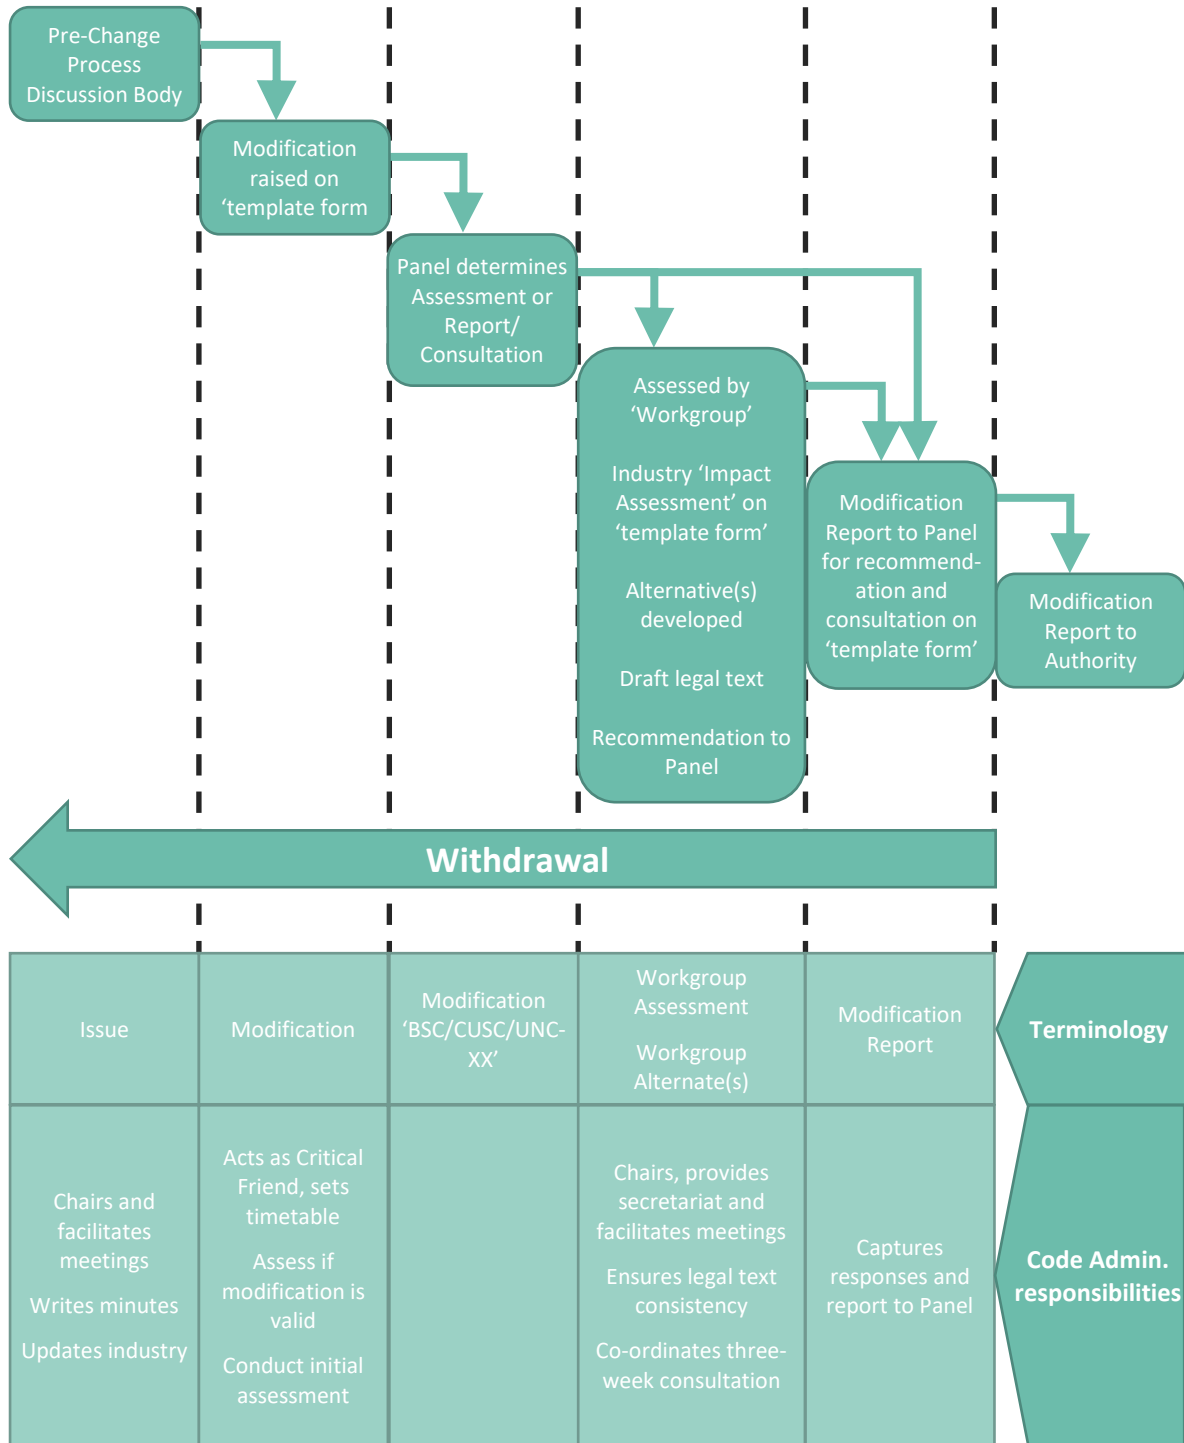 Pre-Change
Process
Discussion Body
Modification
raised on
‘template form
Panel determines
Assessment or
Report/
Consultation
Assessed by
‘Workgroup’
Industry ‘Impact
Assessment’ on
‘template form’
Alternative(s)
developed
Draft legal text
Recommendation to
Panel
Modification
Report to Panel
for recommend-
ation and
consultation on
‘template form’
Modification
Report to
Authority
Withdrawal
Issue
Modification
Modification
‘BSC/CUSC/UNC-
XX’
Workgroup
Assessment
Workgroup
Alternate(s)
Modification
Report
Terminology
Chairs and
facilitates
meetings
Writes minutes
Updates industry
Acts as Critical
Friend, sets
timetable
Assess if
modification is
valid
Conduct initial
assessment
Chairs, provides
secretariat and
facilitates meetings
Ensures legal text
consistency
Co-ordinates three-
week consultation
Captures
responses and
report to Panel
Code Admin.
responsibilities